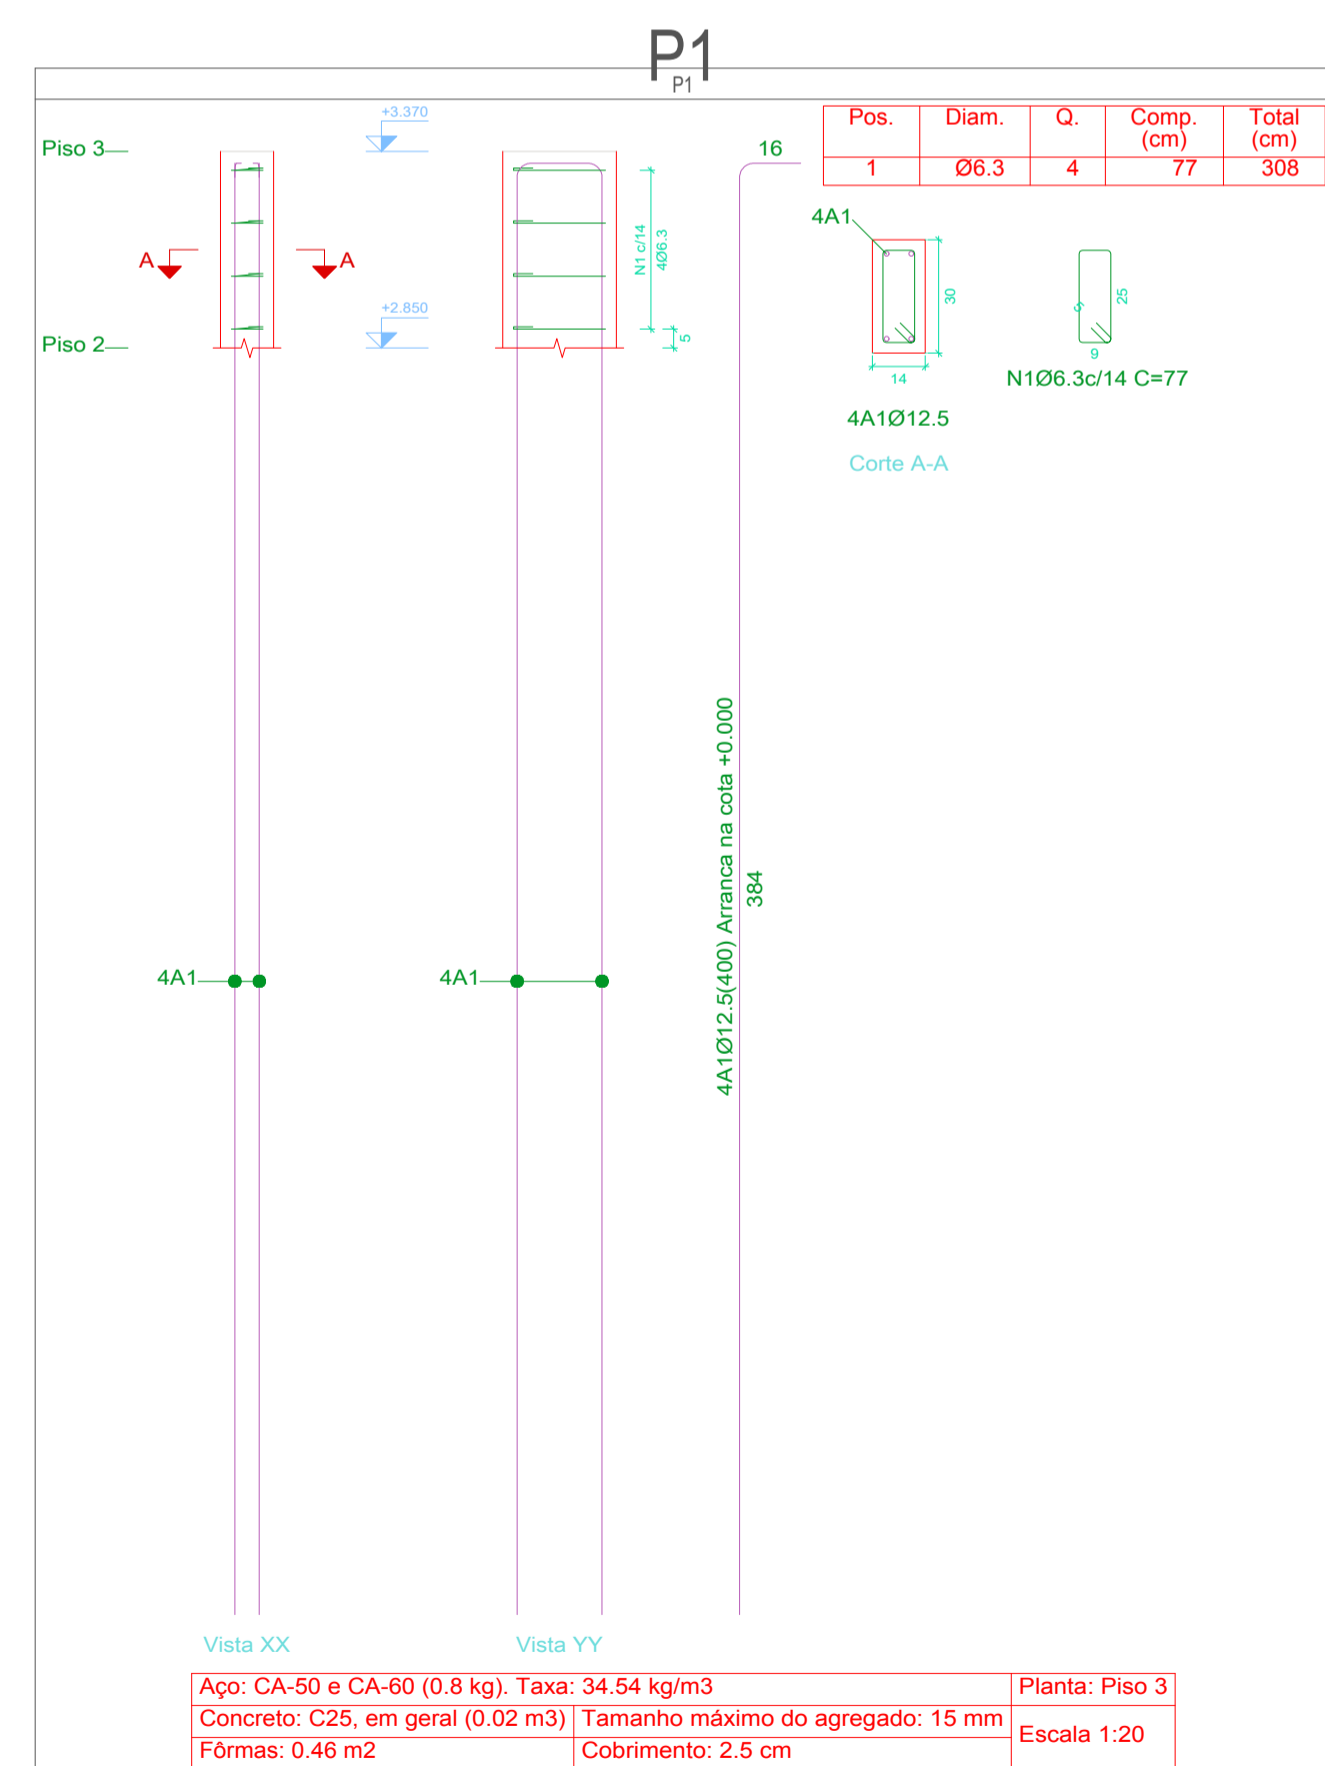 P1
P1
Piso 3
+3.370
16
Pos. Diam. Q. Comp. (cm) Total (cm)
1 Ø6.3 4 77 308
4A1
A A
N1 c/14
4Ø6.3
+2.850
Piso 2
5
30
14
5
25
9
N1Ø6.3c/14 C=77
4A1Ø12.5
Corte A-A
4A1Ø12.5(400) Arranca na cota +0.000
384
4A1
4A1
Vista XX
Vista YY
Aço: CA-50 e CA-60 (0.8 kg). Taxa: 34.54 kg/m3
Planta: Piso 3
Concreto: C25, em geral (0.02 m3)
Tamanho máximo do agregado: 15 mm
Escala 1:20
Fôrmas: 0.46 m2
Cobrimento: 2.5 cm